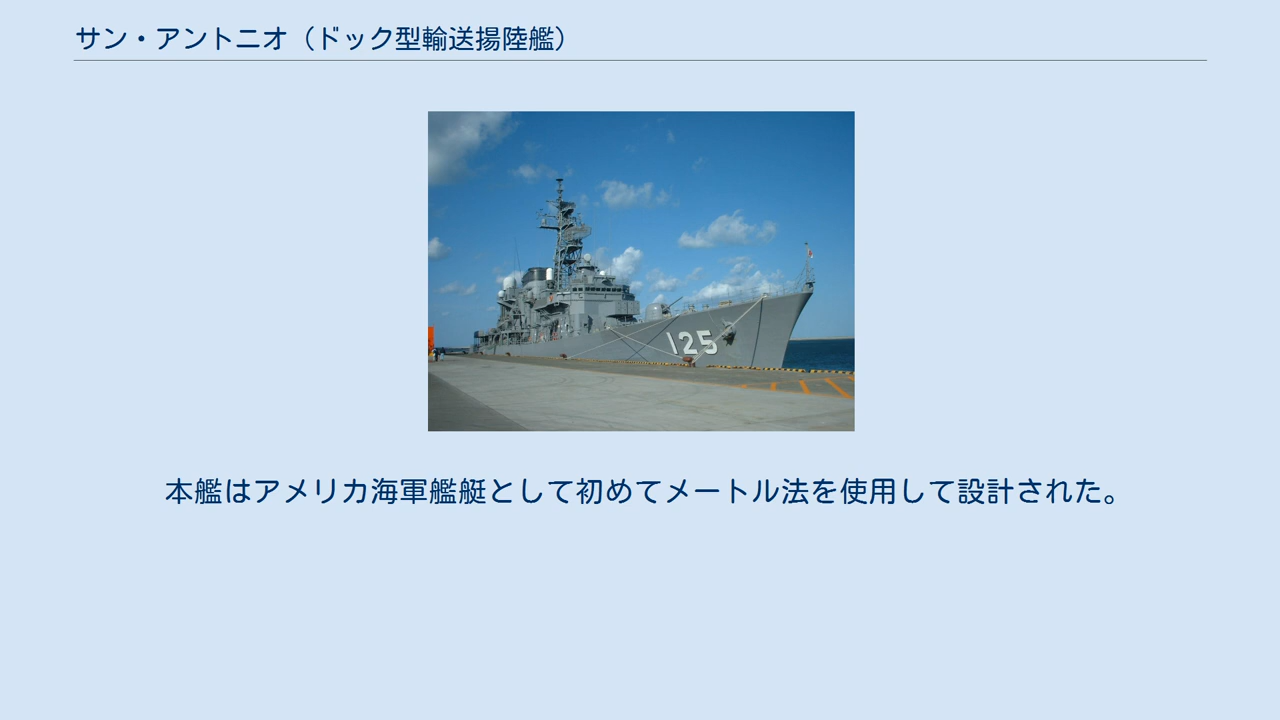 サン・アントニオ（ドック型輸送揚陸艦）
125
本艦はアメリカ海軍艦艇として初めてメートル法を使用して設計された。